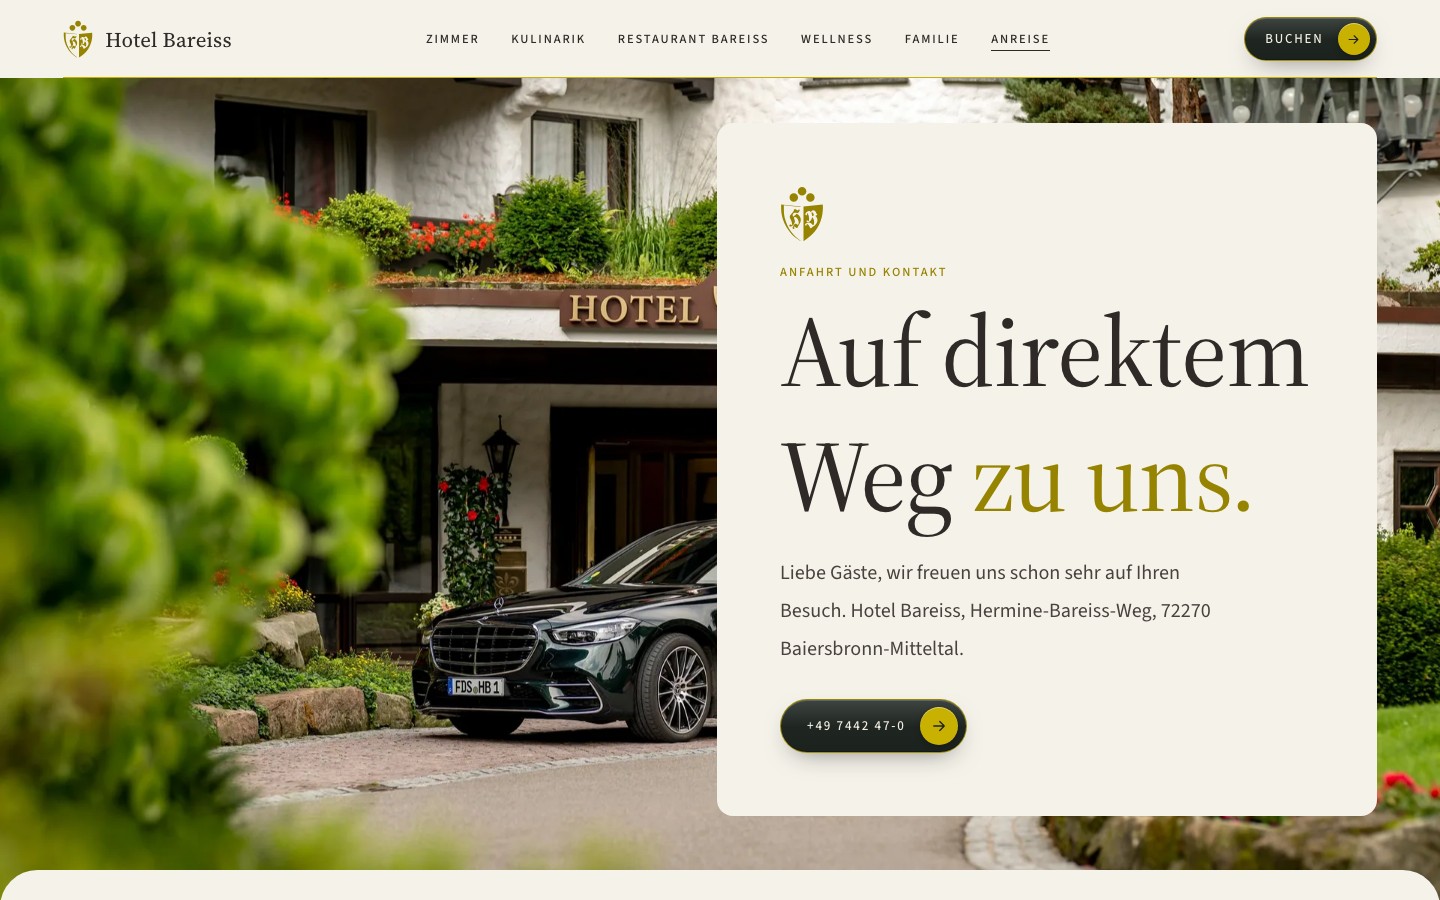 Hotel Bareiss
ZIMMER
KULINARIK
RESTAURANT BAREISS
WELLNESS
FAMILIE
ANREISE
BUCHEN
HB
ANFAHRT UND KONTAKT
Auf direktem
Weg zu uns.
Liebe Gäste, wir freuen uns schon sehr auf Ihren
Besuch. Hotel Bareiss, Hermine-Bareiss-Weg, 72270
Baiersbronn-Mitteltal.
+49 7442 47-0
HOTEL
FDS HB 1